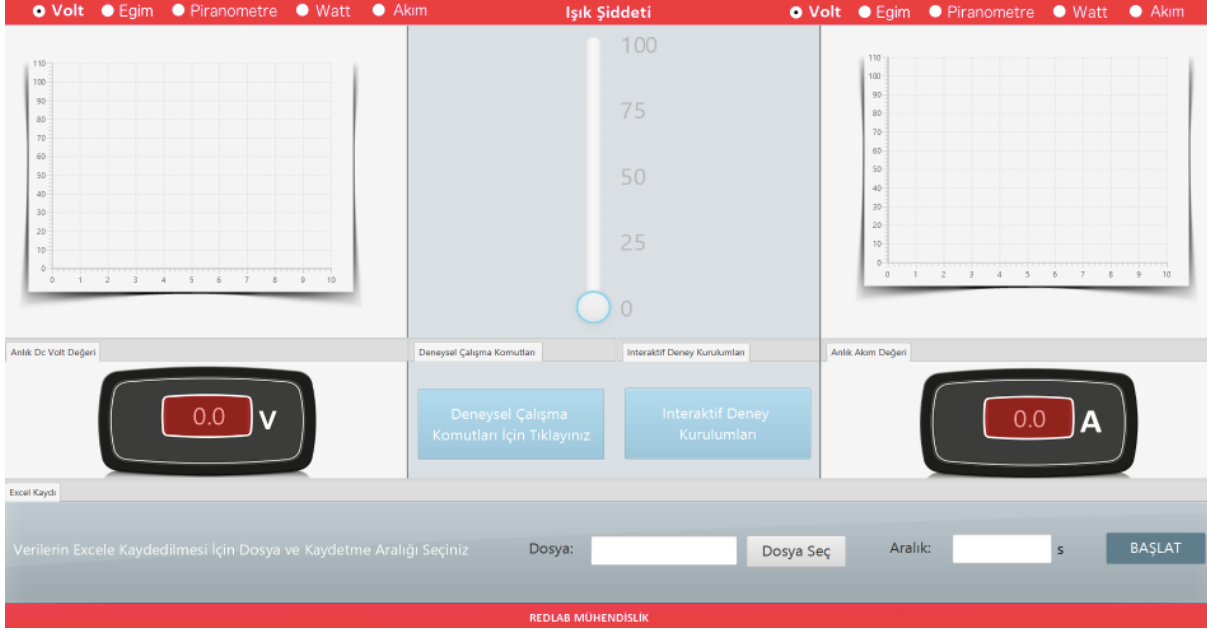 Volt Egim Piranometre Watt Akım
Işık Şiddeti
Volt Egim Piranometre Watt Akım
110
100
90
80
70
60
50
40
30
20
10
0
0 1 2 3 4 5 6 7 8 9 10
100
75
50
25
0
110
100
90
80
70
60
50
40
30
20
10
0
0 1 2 3 4 5 6 7 8 9 10
Anlık Dc Volt Değeri
Deneysel Çalışma Komutları
Interaktif Deney Kurulumları
Anlık Akım Değeri
0.0 V
Deneysel Çalışma
Komutları İçin Tıklayınız
Interaktif Deney
Kurulumları
0.0 A
Excel Kaydı
Verilerin Excele Kaydedilmesi İçin Dosya ve Kaydetme Aralığı Seçiniz
Dosya:
Dosya Seç
Aralık:
s
BAŞLAT
REDLAB MÜHENDİSLİK